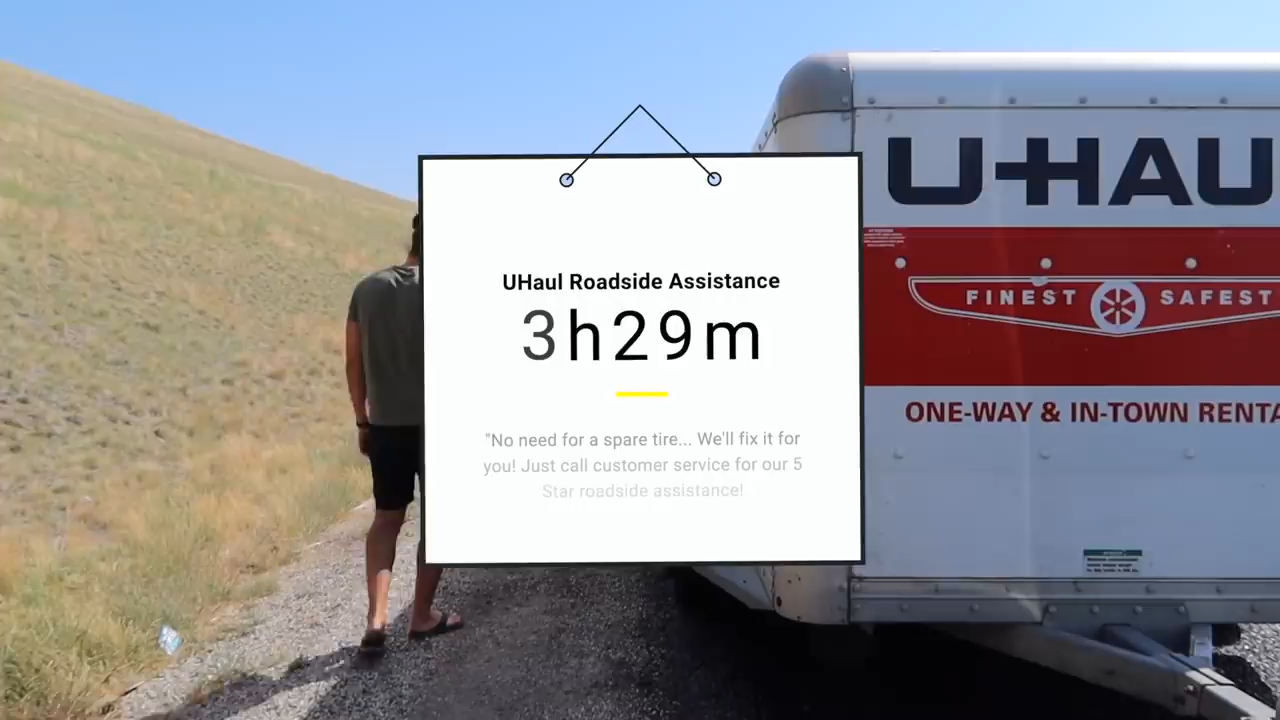 UHaul Roadside Assistance
3h29m
"No need for a spare tire... We'll fix it for
you! Just call customer service for our 5
Star roadside assistance!
U-HAU
FINEST SAFEST
ONE-WAY & IN-TOWN RENTA